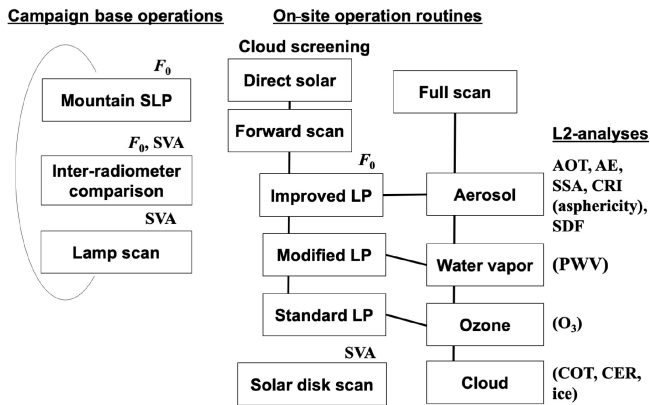 Campaign base operations
On-site operation routines
F0
Mountain SLP
F0, SVA
Inter-radiometer
comparison
SVA
Lamp scan
Cloud screening
Direct solar
Forward scan
F0
Improved LP
Modified LP
Standard LP
SVA
Solar disk scan
Full scan
Aerosol
Water vapor
Ozone
Cloud
L2-analyses
AOT, AE,
SSA, CRI
(asphericity),
SDF
(PWV)
(O3)
(COT, CER,
ice)